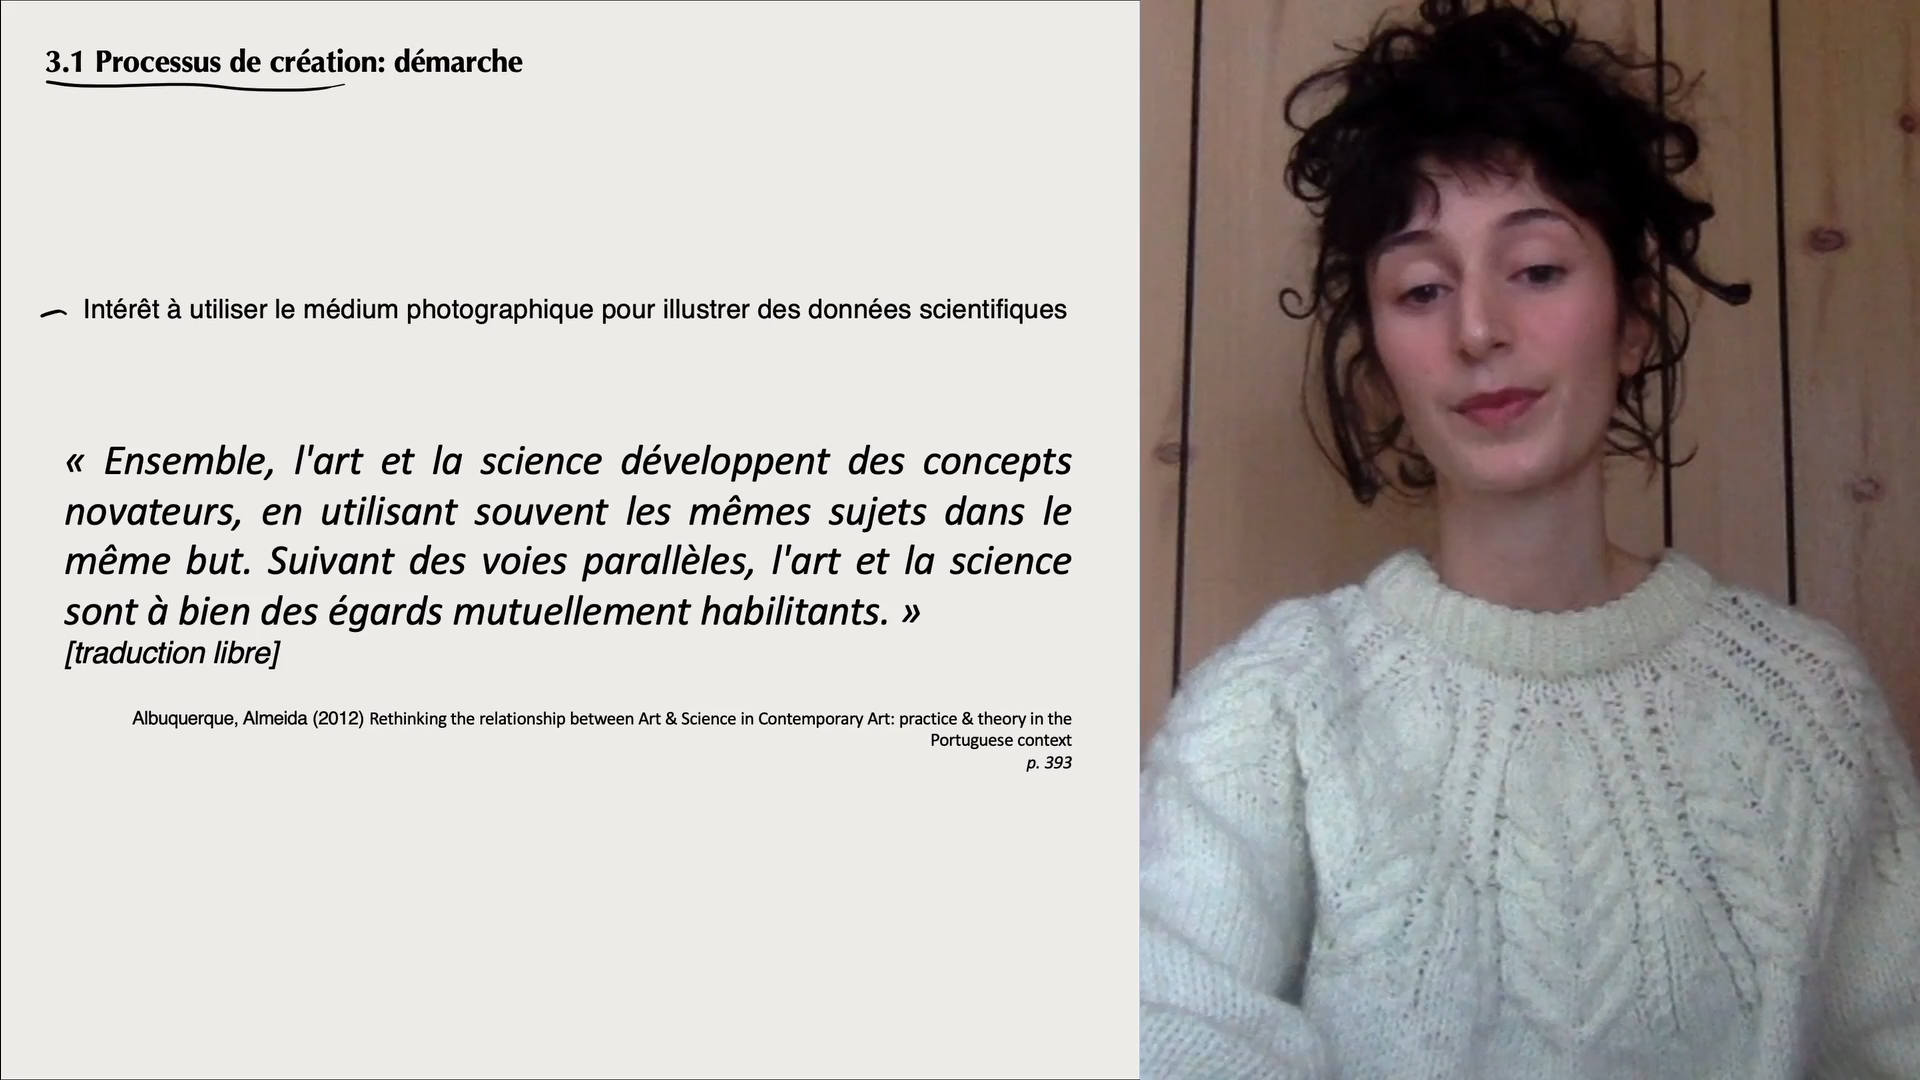 3.1 Processus de création: démarche
Intérêt à utiliser le médium photographique pour illustrer des données scientifiques
« Ensemble, l'art et la science développent des concepts
novateurs, en utilisant souvent les mêmes sujets dans le
même but. Suivant des voies parallèles, l'art et la science
sont à bien des égards mutuellement habilitants. »
[traduction libre]
Albuquerque, Almeida (2012) Rethinking the relationship between Art & Science in Contemporary Art: practice & theory in the
Portuguese context
p. 393